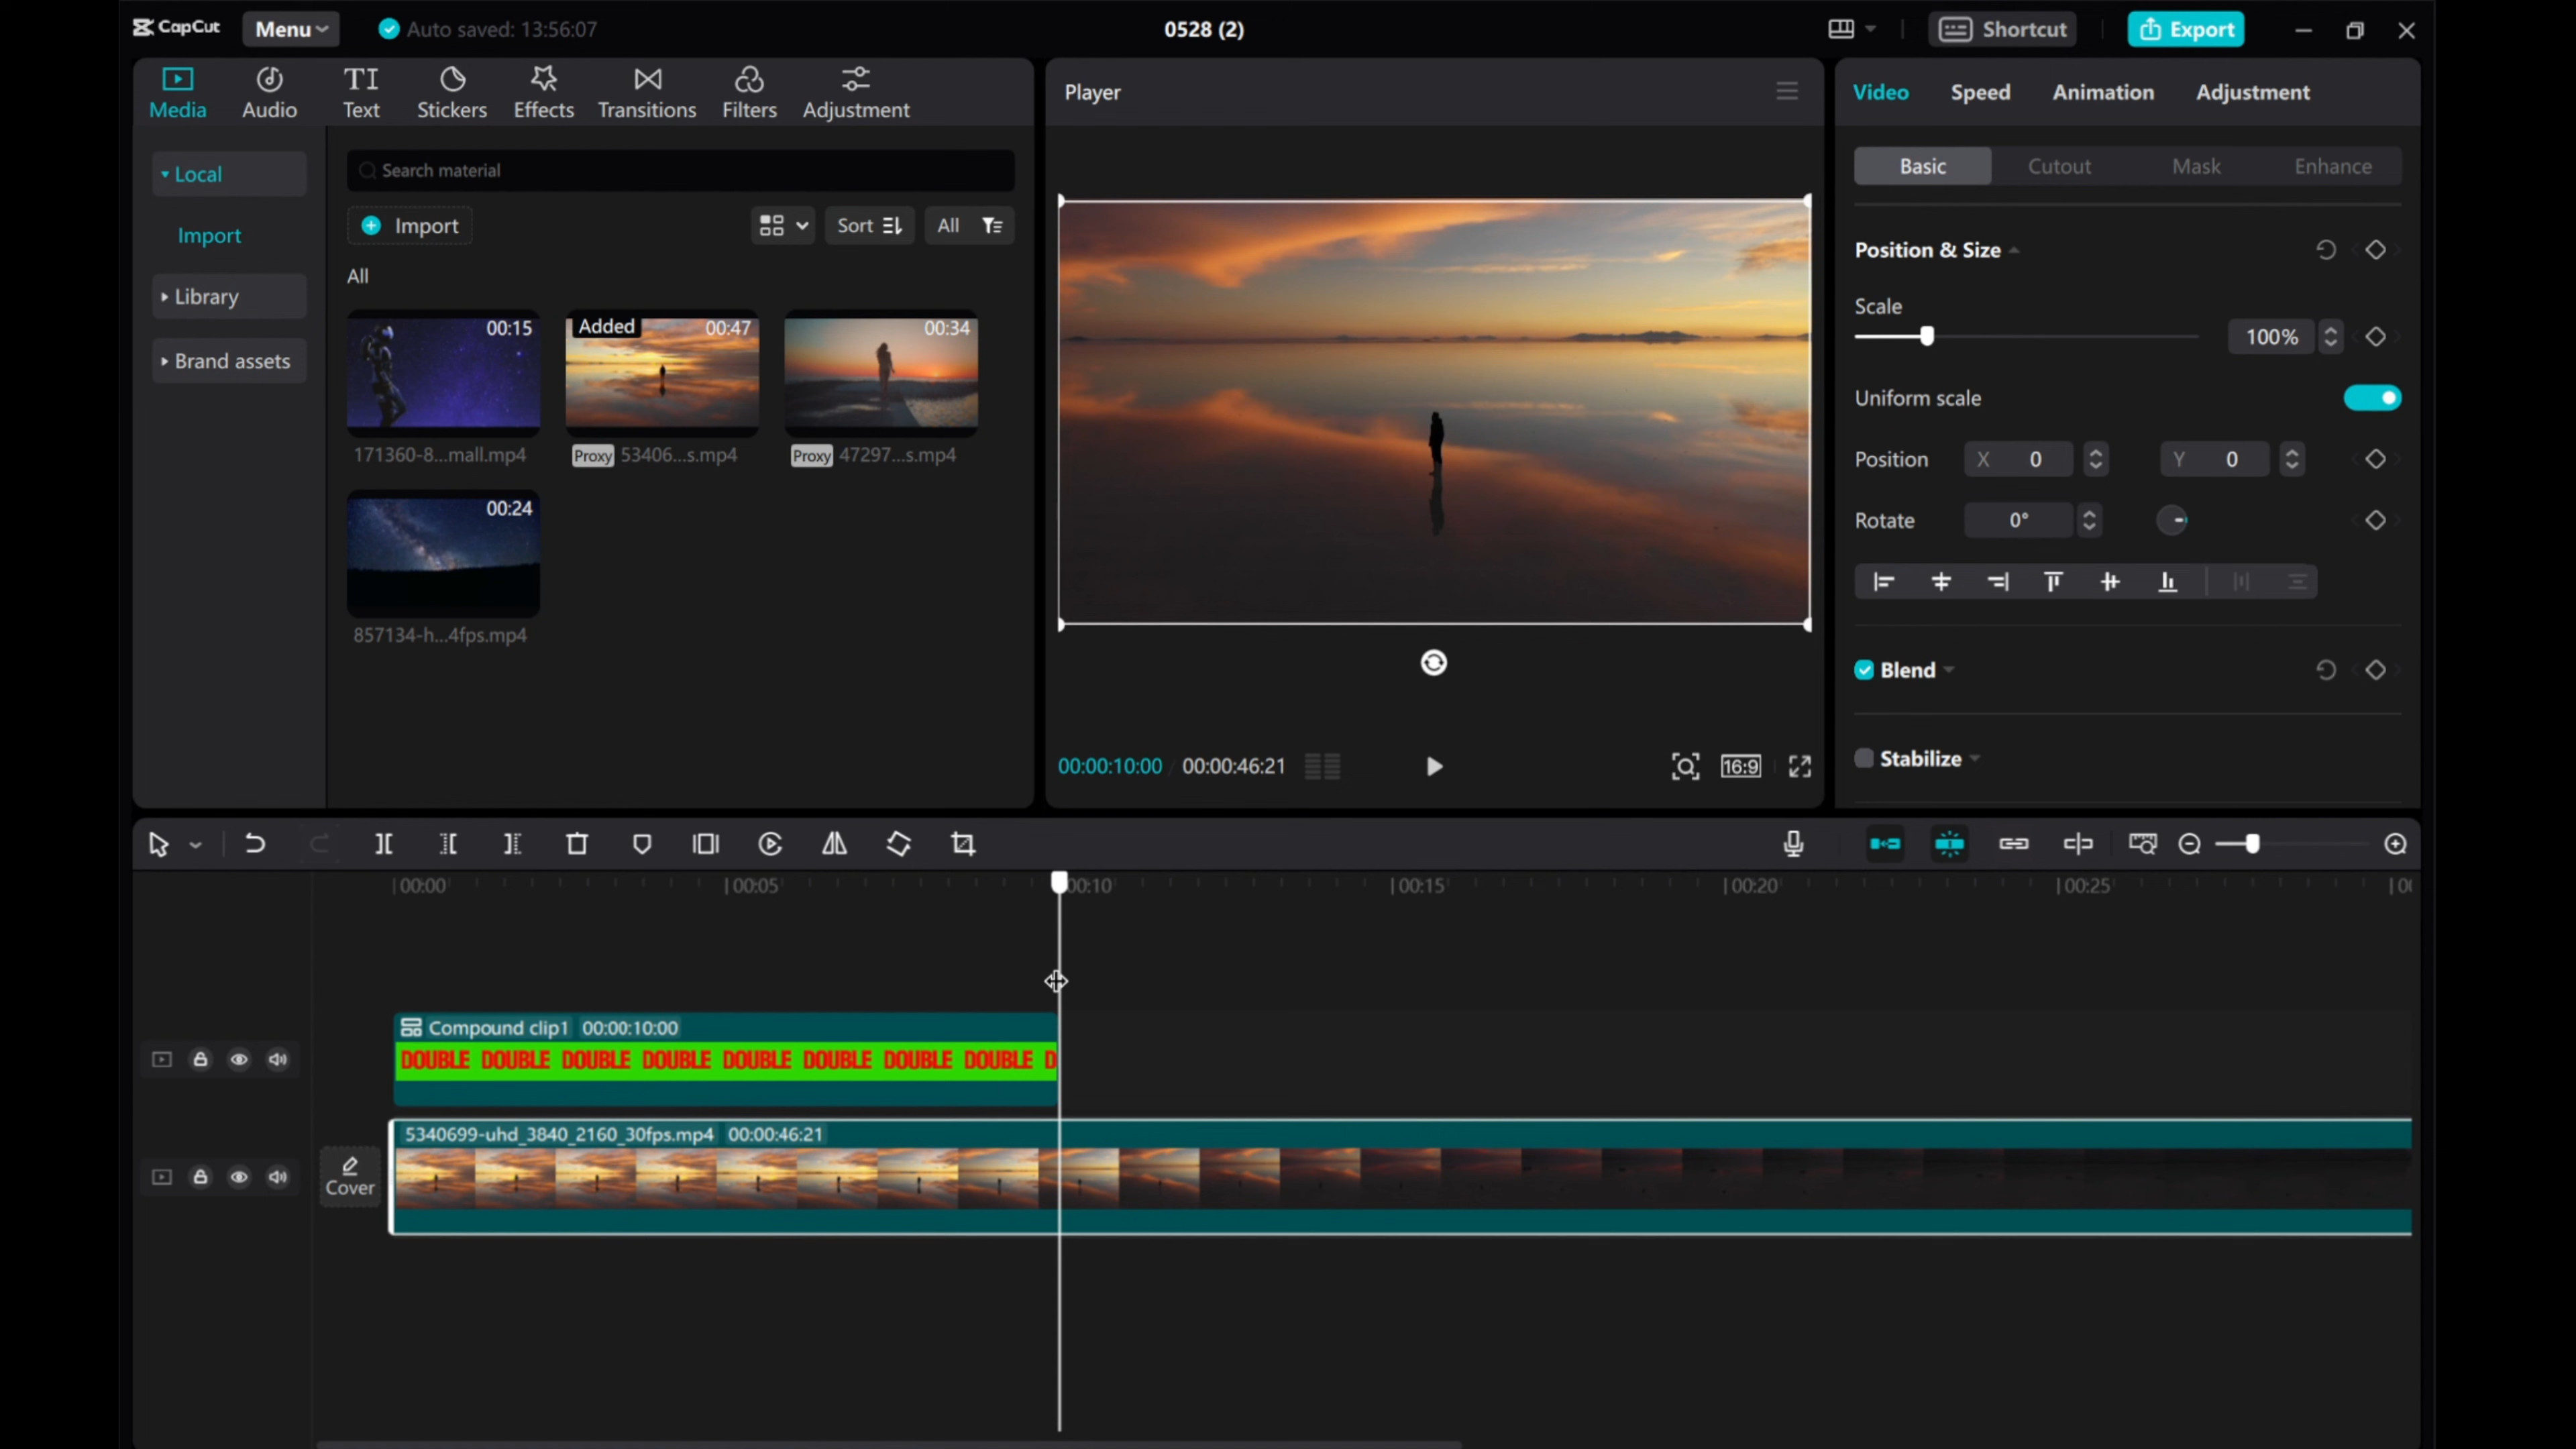 CapCut Menu Auto saved: 13:56:07 0528 (2) Shortcut Export
Media Audio Text Stickers Effects Transitions Filters Adjustment
Local
Import
Library
Brand assets
Search material
Import Sort All
All
00:15
171360-8...mall.mp4
Added 00:47
Proxy 53406...s.mp4
00:34
Proxy 47297...s.mp4
00:24
857134-h...4fps.mp4
Player
00:00:10:00 / 00:00:46:21 16:9
Video Speed Animation Adjustment
Basic Cutout Mask Enhance
Position & Size
Scale
100%
Uniform scale
Position X 0 Y 0
Rotate 0°
Blend
Stabilize
00:00 00:05 00:10 00:15 00:20 00:25
Compound clip1 00:00:10:00
DOUBLE DOUBLE DOUBLE DOUBLE DOUBLE DOUBLE DOUBLE DOUBLE D
5340699-uhd_3840_2160_30fps.mp4 00:00:46:21
Cover